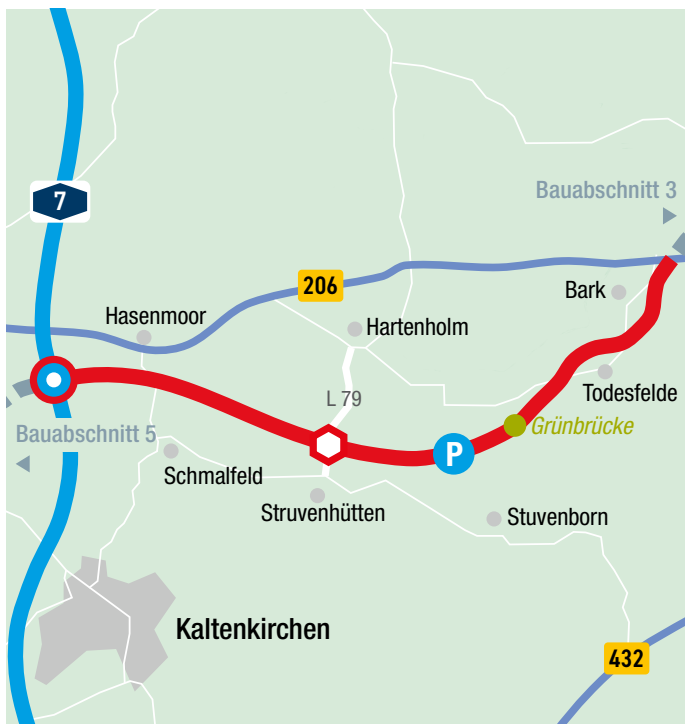 7
Bauabschnitt 3
206
Bark
Hasenmoor
Hartenholm
Todesfelde
L 79
Grünbrücke
Bauabschnitt 5
P
Schmalfeld
Struvenhütten
Stuvenborn
Kaltenkirchen
432